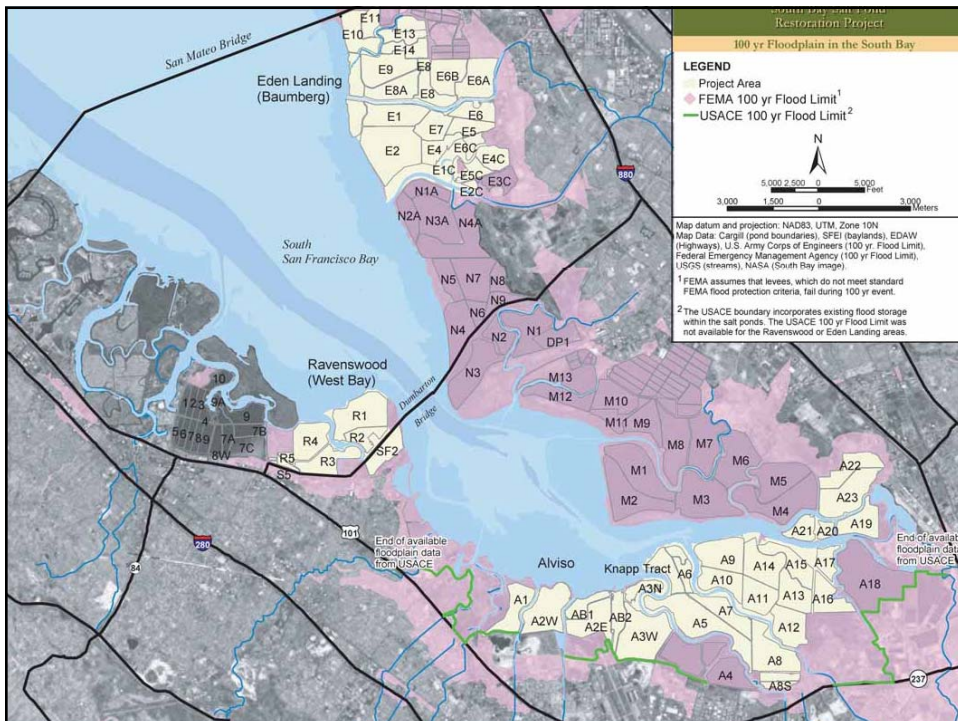 South Bay Salt Pond
Restoration Project
100 yr Floodplain in the South Bay
LEGEND
Project Area
FEMA 100 yr Flood Limit1
USACE 100 yr Flood Limit2
N
5,000 2,500 0 5,000
Feet
3,000 1,500 0 3,000
Meters
Map datum and projection: NAD83, UTM, Zone 10N
Map Data: Cargill (pond boundaries), SFEI (baylands), EDAW
(Highways), U.S. Army Corps of Engineers (100 yr. Flood Limit),
Federal Emergency Management Agency (100 yr Flood Limit),
USGS (streams), NASA (South Bay image).
1 FEMA assumes that levees, which do not meet standard
FEMA flood protection criteria, fail during 100 yr event.
2 The USACE boundary incorporates existing flood storage
within the salt ponds. The USACE 100 yr Flood Limit was
not available for the Ravenswood or Eden Landing areas.
San Mateo Bridge
Eden Landing
(Baumberg)
E11
E10
E13
E14
E9
E8
E6B
E6A
E8A
E8
E1
E6
E7
E5
E2
E4
E6C
E4C
E1C
E5C
E3C
E2C
880
N1A
N2A
N3A
N4A
South
San Francisco Bay
N5
N7
N8
N9
N6
N4
N2
N1
DP1
N3
Ravenswood
(West Bay)
Dumbarton
Bridge
10
1
2
3
9A
4
9
5
6
7
8
9
7A
7B
7C
8W
R1
R4
R2
R5
R3
SF2
S5
M13
M12
M10
M11
M9
M8
M7
M6
M1
M5
M2
M3
M4
A22
A23
A21
A20
A19
84
280
101
End of available
floodplain data
from USACE
End of available
floodplain data
from USACE
Alviso
Knapp Tract
A1
A2W
AB1
A2E
AB2
A3N
A3W
A6
A9
A10
A14
A15
A17
A11
A13
A16
A18
A5
A7
A12
A4
A8
A8S
237